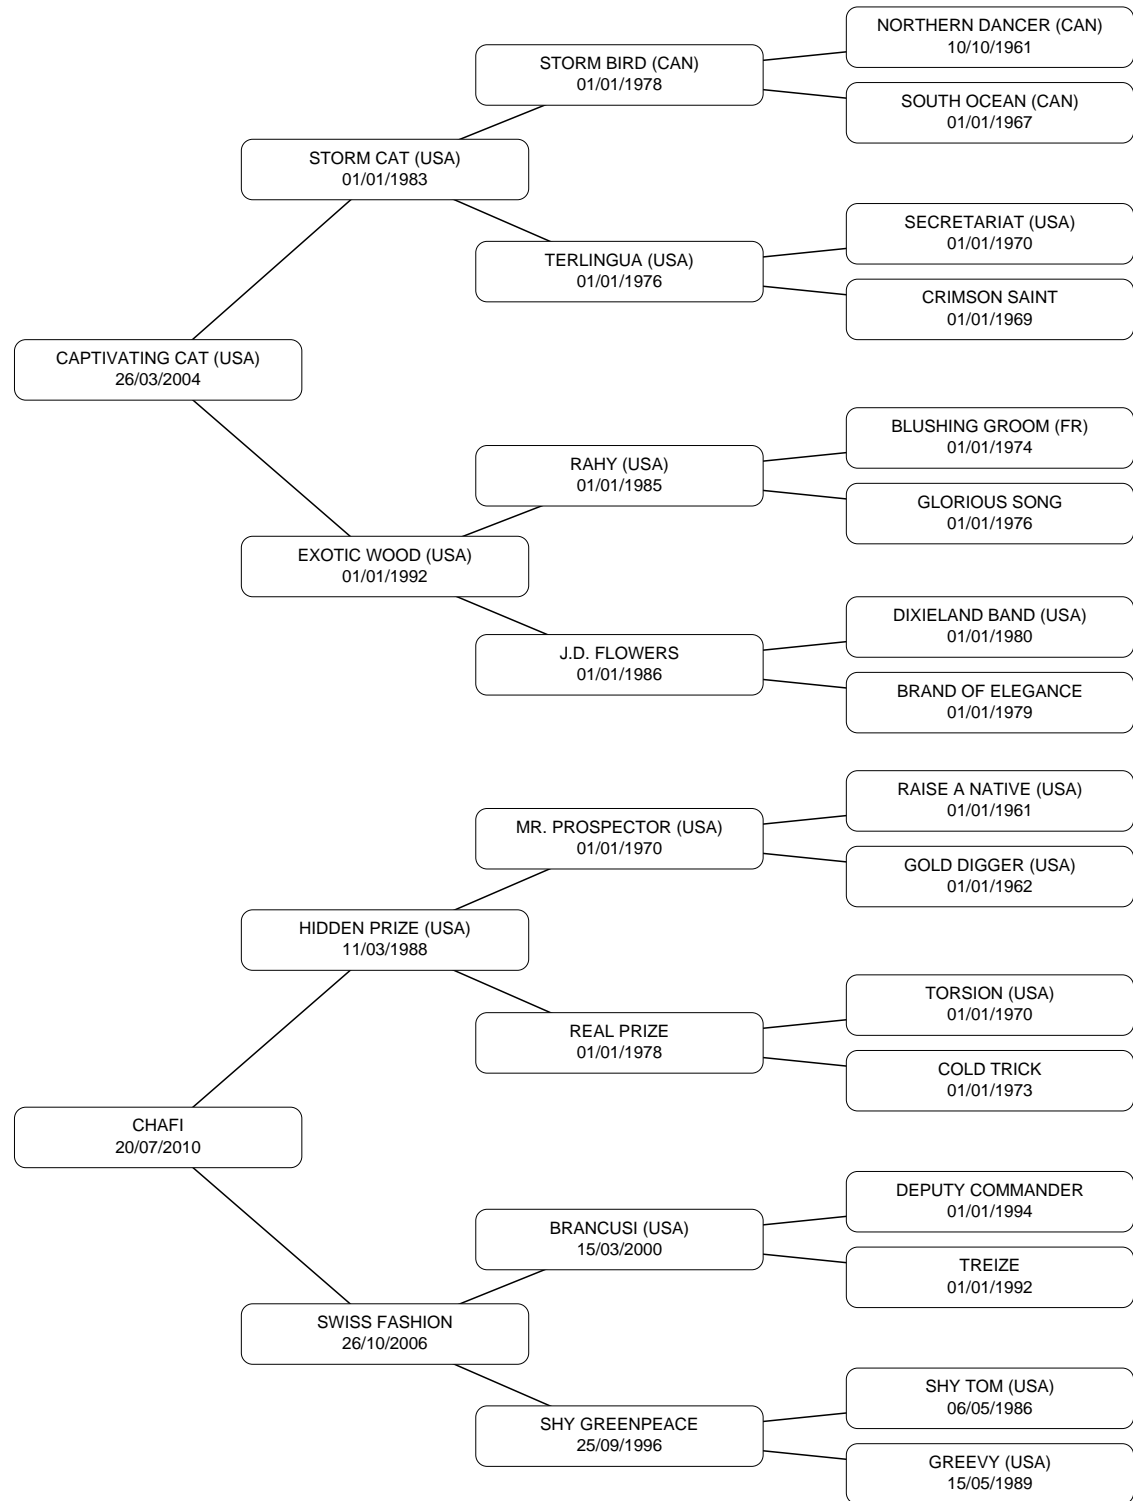 NORTHERN DANCER (CAN)
10/10/1961
STORM BIRD (CAN)
01/01/1978
SOUTH OCEAN (CAN)
01/01/1967
STORM CAT (USA)
01/01/1983
SECRETARIAT (USA)
01/01/1970
TERLINGUA (USA)
01/01/1976
CRIMSON SAINT
01/01/1969
CAPTIVATING CAT (USA)
26/03/2004
BLUSHING GROOM (FR)
01/01/1974
RAHY (USA)
01/01/1985
GLORIOUS SONG
01/01/1976
EXOTIC WOOD (USA)
01/01/1992
DIXIELAND BAND (USA)
01/01/1980
J.D. FLOWERS
01/01/1986
BRAND OF ELEGANCE
01/01/1979
RAISE A NATIVE (USA)
01/01/1961
MR. PROSPECTOR (USA)
01/01/1970
GOLD DIGGER (USA)
01/01/1962
HIDDEN PRIZE (USA)
11/03/1988
TORSION (USA)
01/01/1970
REAL PRIZE
01/01/1978
COLD TRICK
01/01/1973
CHAFI
20/07/2010
DEPUTY COMMANDER
01/01/1994
BRANCUSI (USA)
15/03/2000
TREIZE
01/01/1992
SWISS FASHION
26/10/2006
SHY TOM (USA)
06/05/1986
SHY GREENPEACE
25/09/1996
GREEVY (USA)
15/05/1989